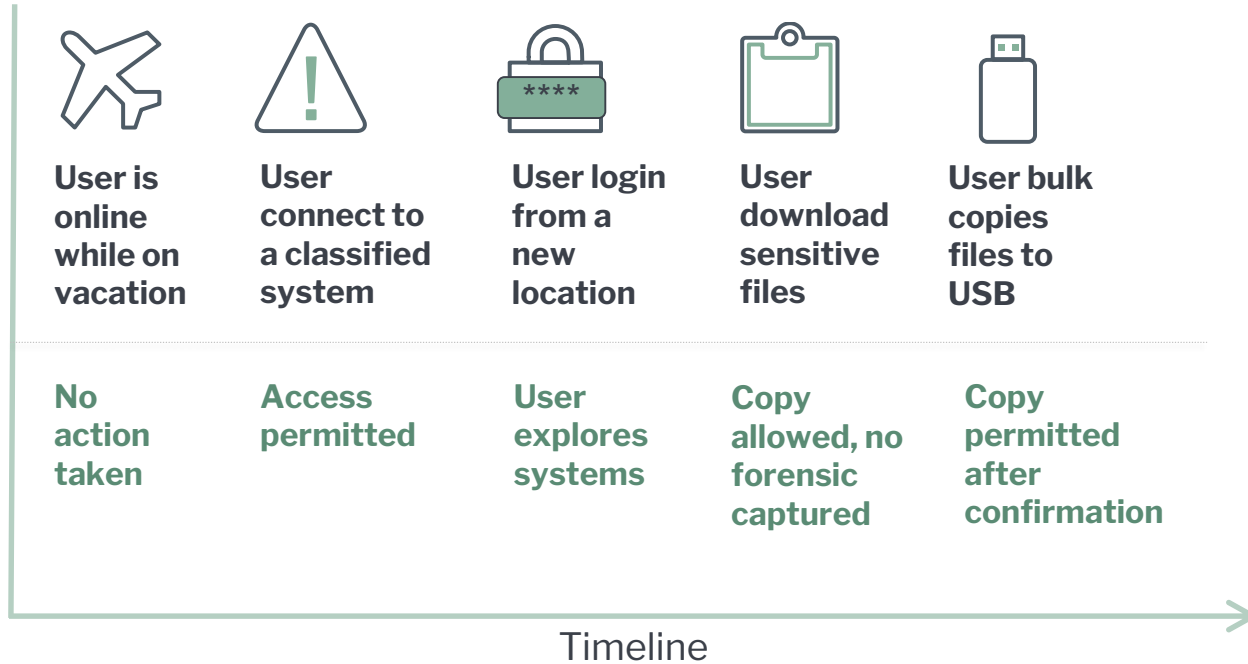 ****
User is
online
while on
vacation
User
connect to
a classified
system
User login
from a
new
location
User
download
sensitive
files
User bulk
copies
files to
USB
No
action
taken
Access
permitted
User
explores
systems
Copy
allowed, no
forensic
captured
Copy
permitted
after
confirmation
Timeline